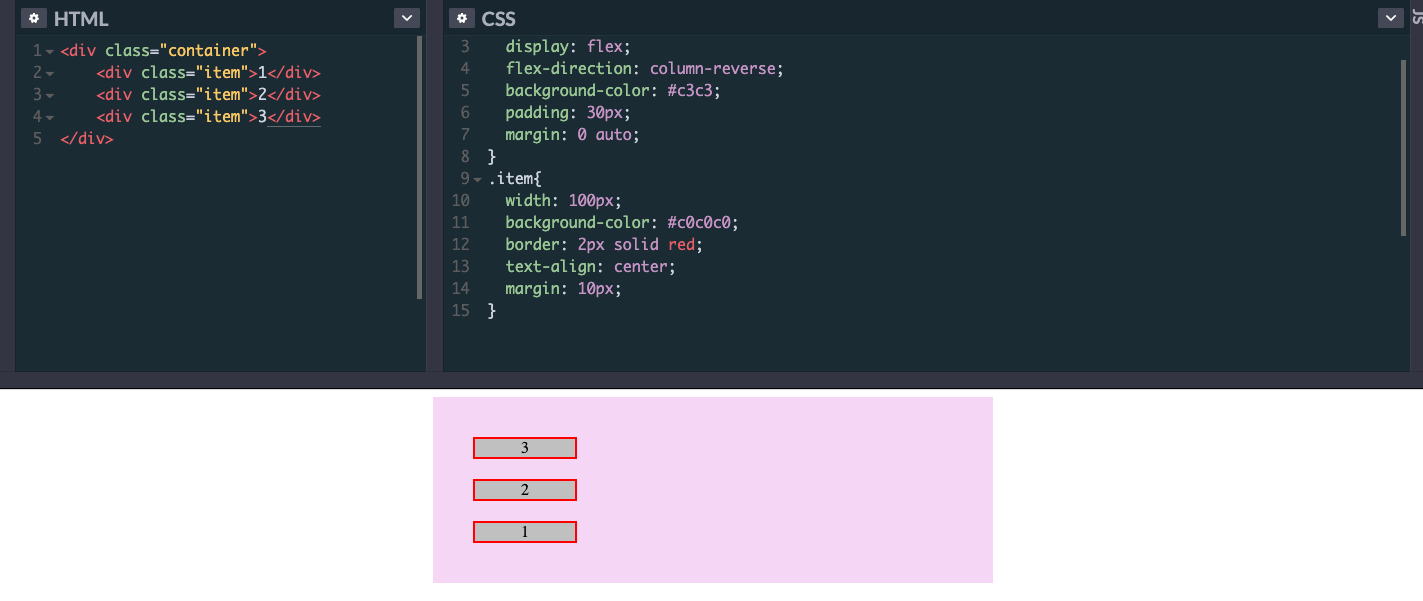 HTML
1 <div class="container">
2 <div class="item">1</div>
3 <div class="item">2</div>
4 <div class="item">3</div>
5 </div>
CSS
3 display: flex;
4 flex-direction: column-reverse;
5 background-color: #c3c3;
6 padding: 30px;
7 margin: 0 auto;
8 }
9 .item{
10 width: 100px;
11 background-color: #c0c0c0;
12 border: 2px solid red;
13 text-align: center;
14 margin: 10px;
15 }
JS
3
2
1